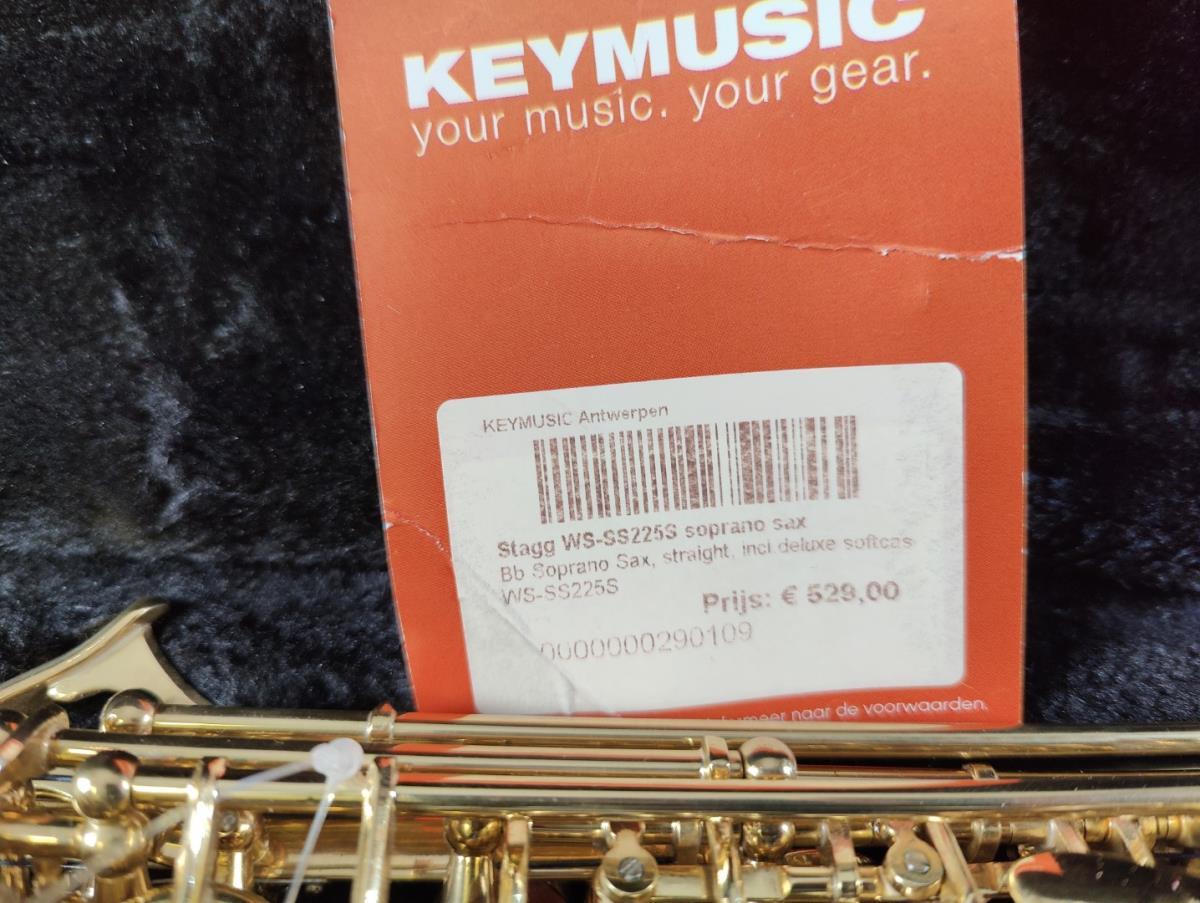 KEYMUSIC
your music. your gear.
KEYMUSIC Antwerpen
Stagg WS-SS225S soprano sax
Bb Soprano Sax, straight, incl deluxe softcas
WS-SS225S
Prijs: € 529,00
0000000290109
naar de voorwaarden.